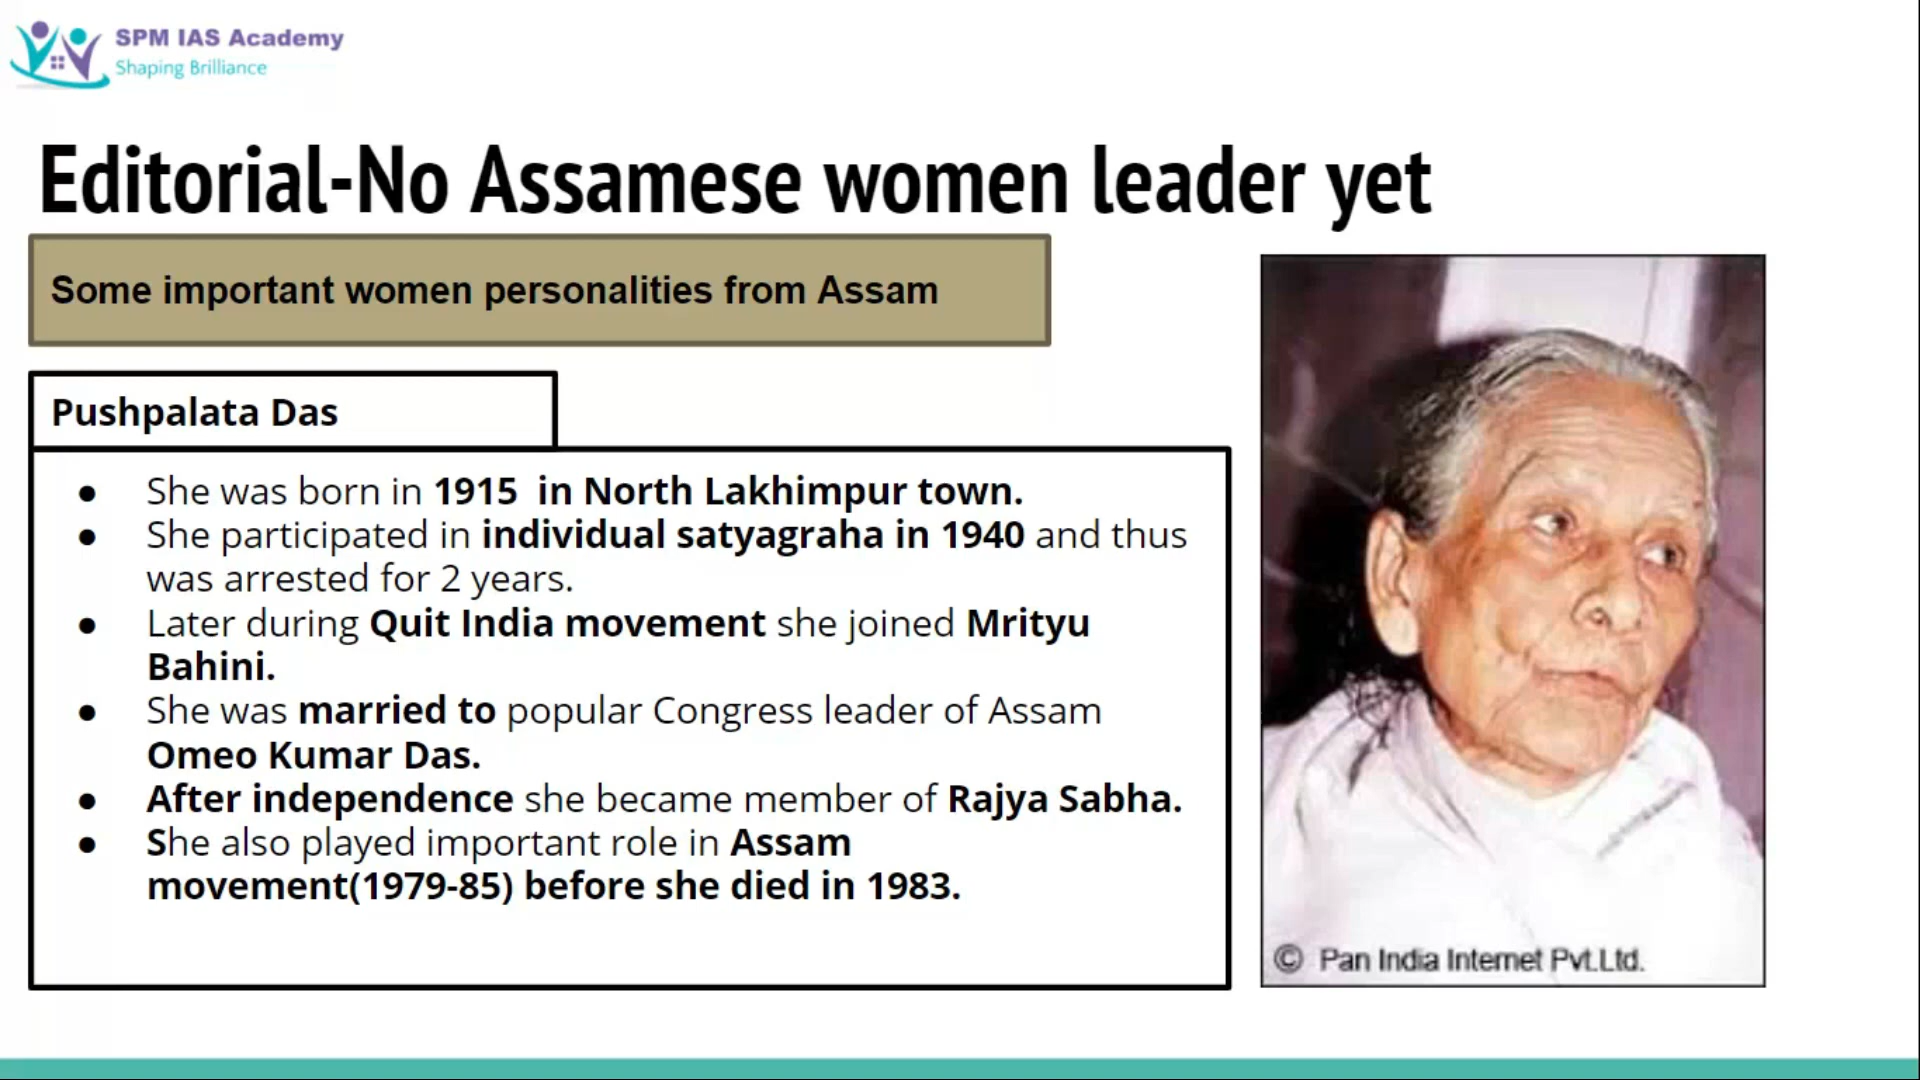 SPM IAS Academy
Shaping Brilliance
Editorial-No Assamese women leader yet
Some important women personalities from Assam
Pushpalata Das
● She was born in 1915  in North Lakhimpur town.
● She participated in individual satyagraha in 1940 and thus
was arrested for 2 years.
● Later during Quit India movement she joined Mrityu
Bahini.
● She was married to popular Congress leader of Assam
Omeo Kumar Das.
● After independence she became member of Rajya Sabha.
● She also played important role in Assam
movement(1979-85) before she died in 1983.
© Pan India Internet Pvt.Ltd.